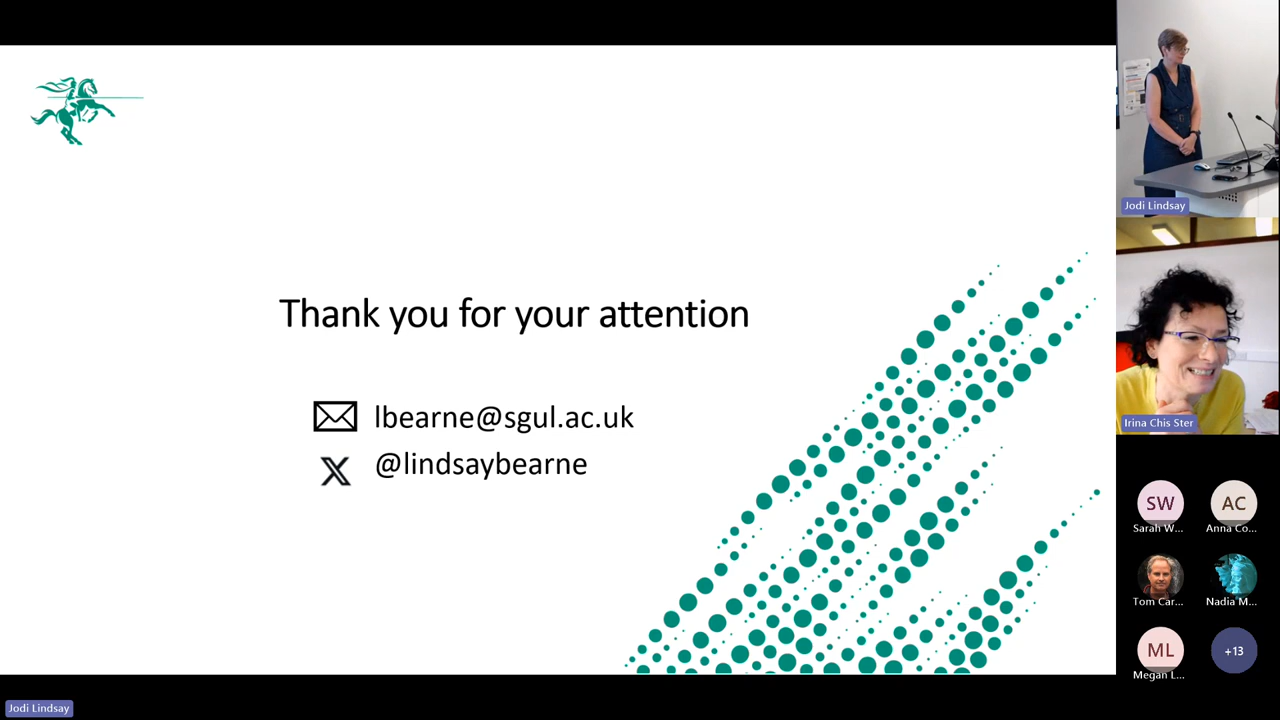 Thank you for your attention
lbearne@sgul.ac.uk
@lindsaybearne
Jodi Lindsay
Irina Chis Ster
SW
AC
Sarah W...
Anna Co...
Tom Car...
Nadia M...
ML
+13
Megan L...
Jodi Lindsay